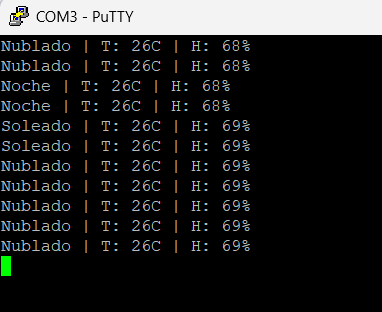 COM3 - PuTTY
Nublado | T: 26C | H: 68%
Nublado | T: 26C | H: 68%
Noche | T: 26C | H: 68%
Noche | T: 26C | H: 68%
Soleado | T: 26C | H: 69%
Soleado | T: 26C | H: 69%
Nublado | T: 26C | H: 69%
Nublado | T: 26C | H: 69%
Nublado | T: 26C | H: 69%
Nublado | T: 26C | H: 69%
Nublado | T: 26C | H: 69%